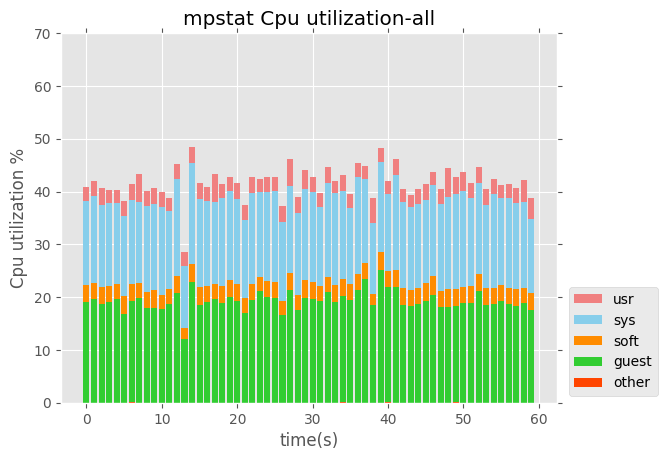 mpstat Cpu utilization-all
Cpu utilization %
70
60
50
40
30
20
10
0
0 10 20 30 40 50 60
time(s)
usr
sys
soft
guest
other